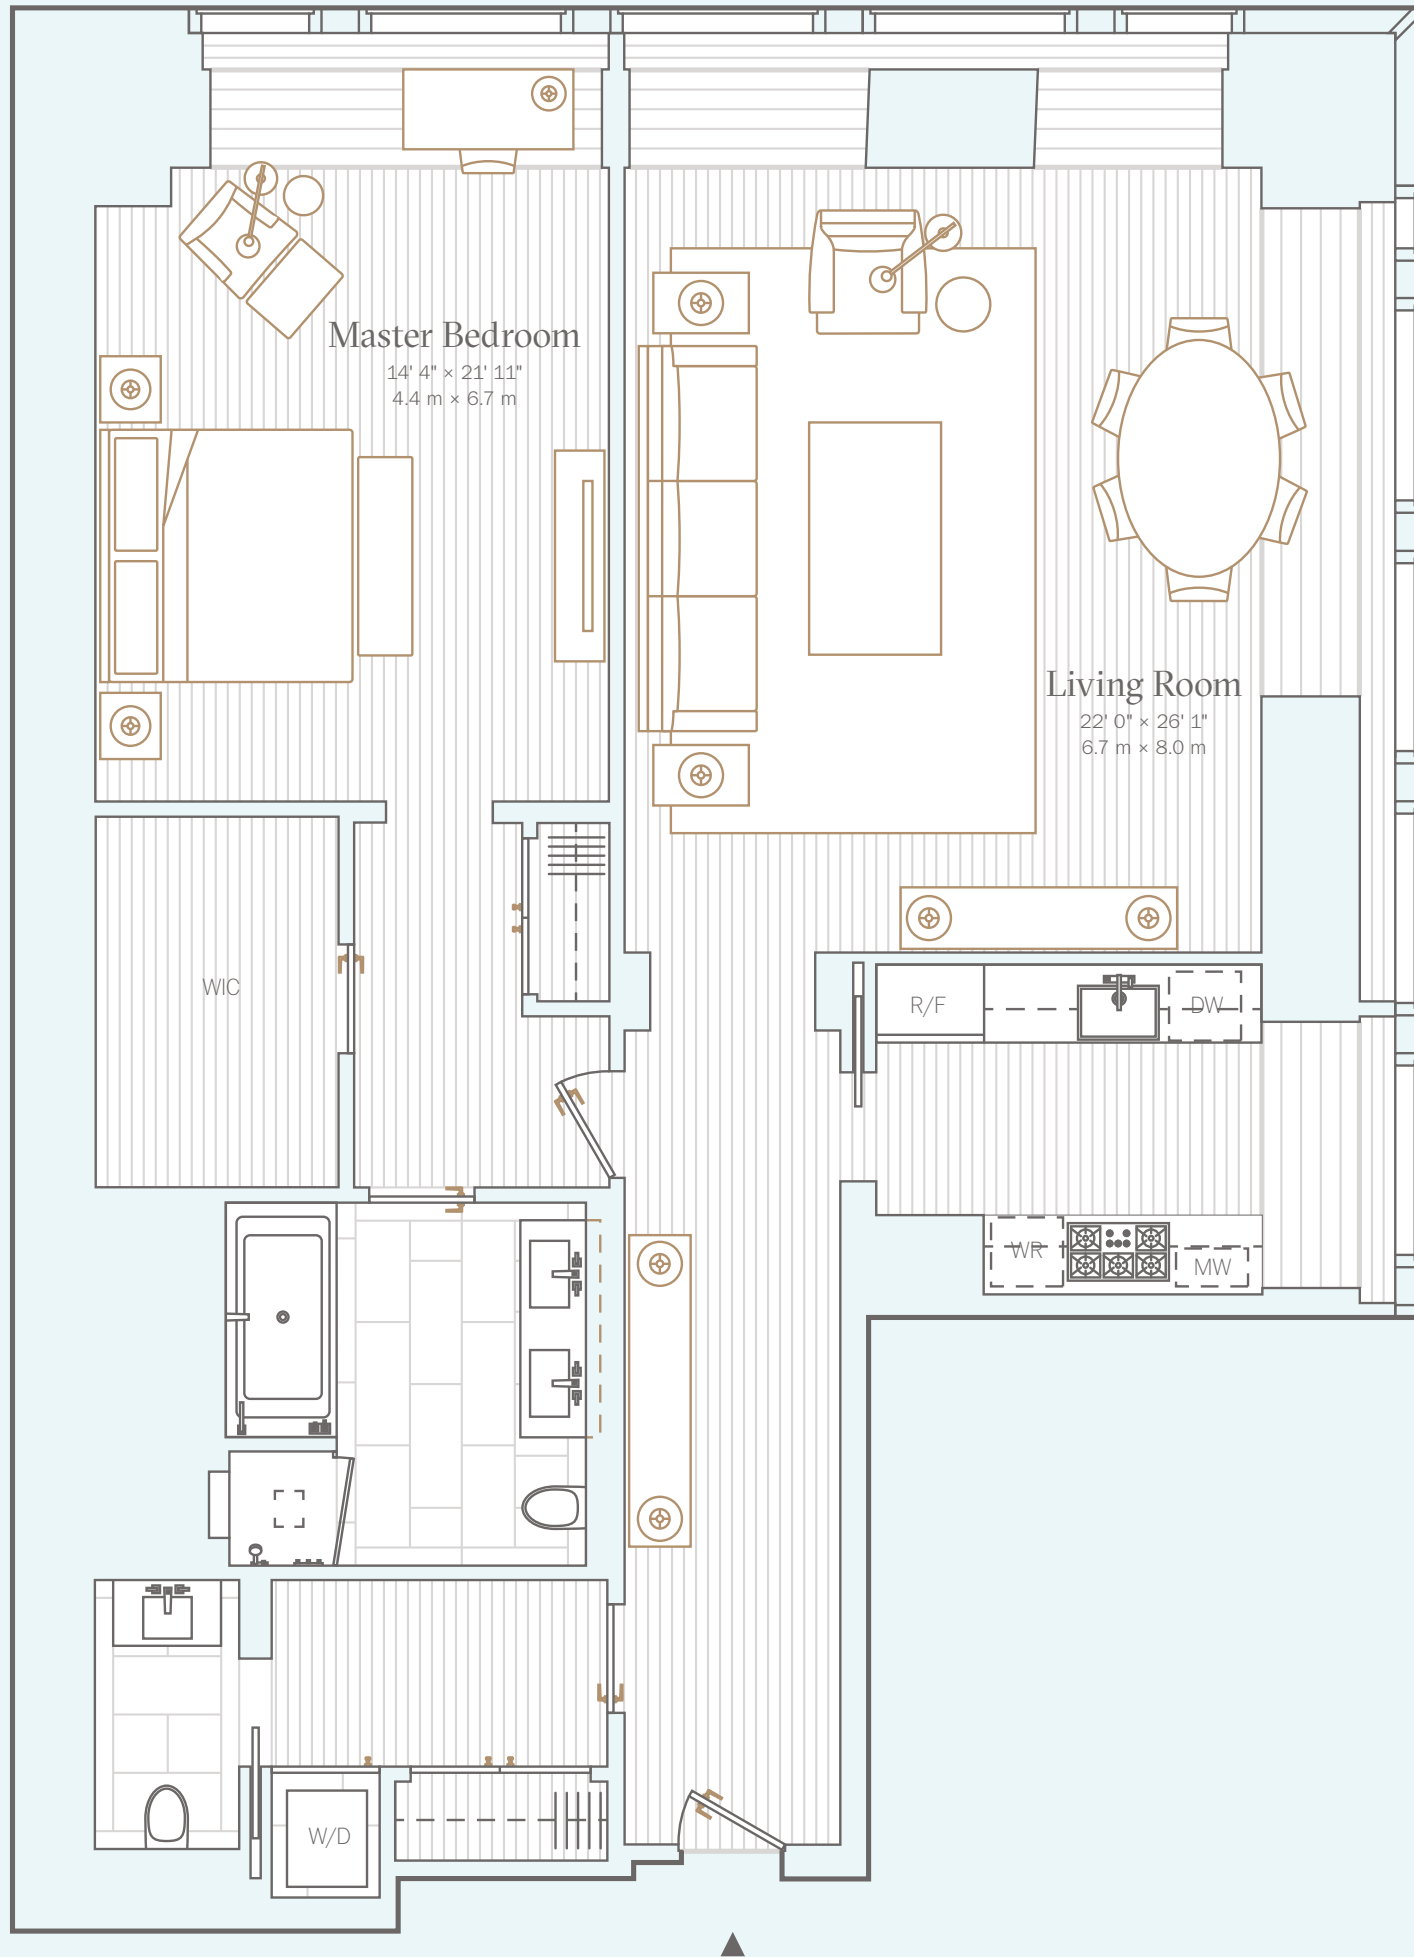 Master Bedroom
14' 4" × 21' 11"
4.4 m × 6.7 m
Living Room
22' 0" × 26' 1"
6.7 m × 8.0 m
WIC
R/F
DW
WR
MW
W/D